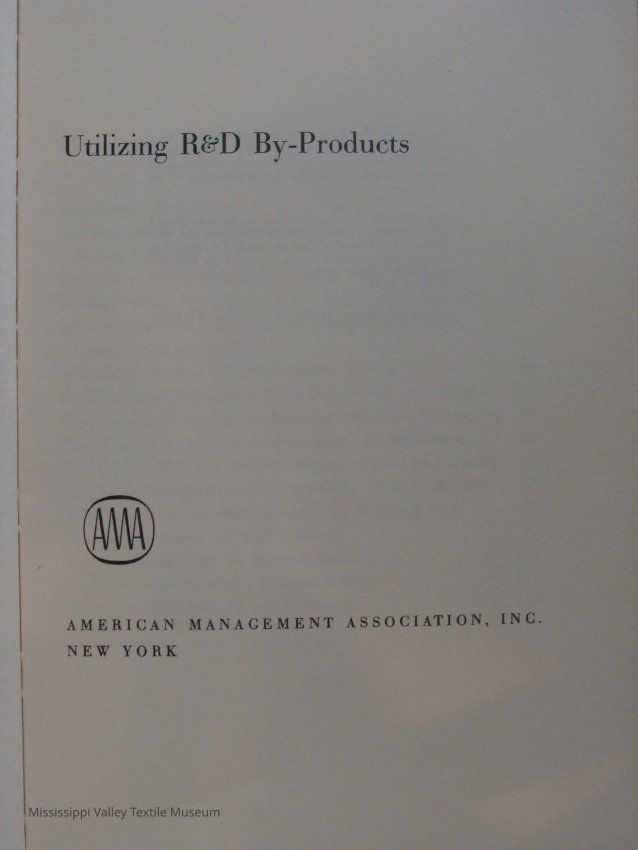 Utilizing R&D By-Products
AMA
AMERICAN MANAGEMENT ASSOCIATION, INC.
NEW YORK
Mississippi Valley Textile Museum